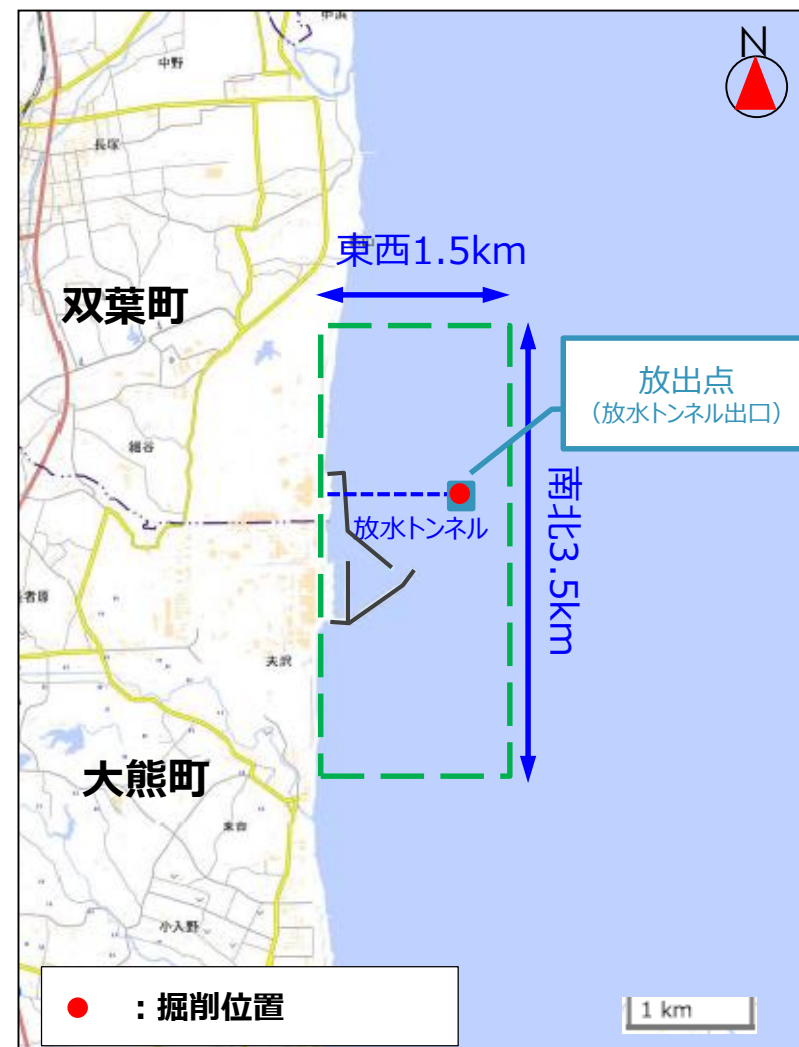 中浜
N
中野
長塚
東西1.5km
双葉町
放出点
（放水トンネル出口）
細谷
放水トンネル
南北3.5km
夫沢
大熊町
東台
小入野
：掘削位置
1 km